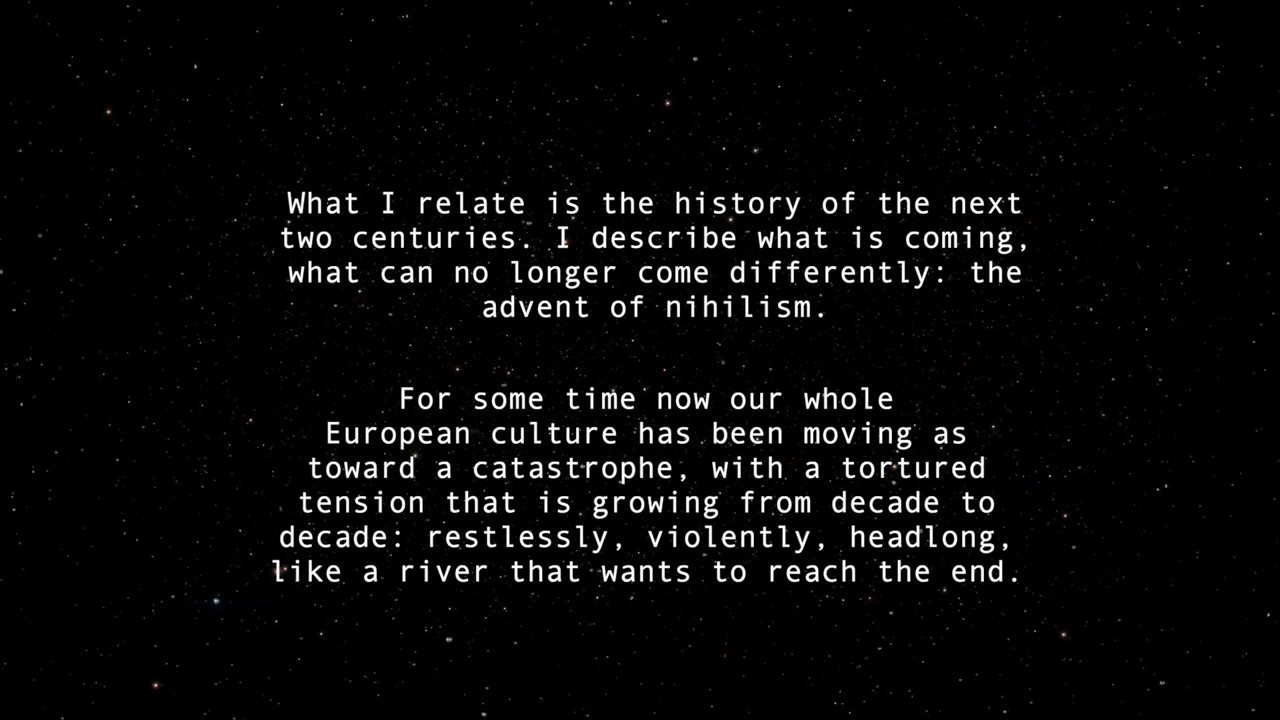 What I relate is the history of the next
two centuries. I describe what is coming,
what can no longer come differently: the
advent of nihilism.
For some time now our whole
European culture has been moving as
toward a catastrophe, with a tortured
tension that is growing from decade to
decade: restlessly, violently, headlong,
like a river that wants to reach the end.